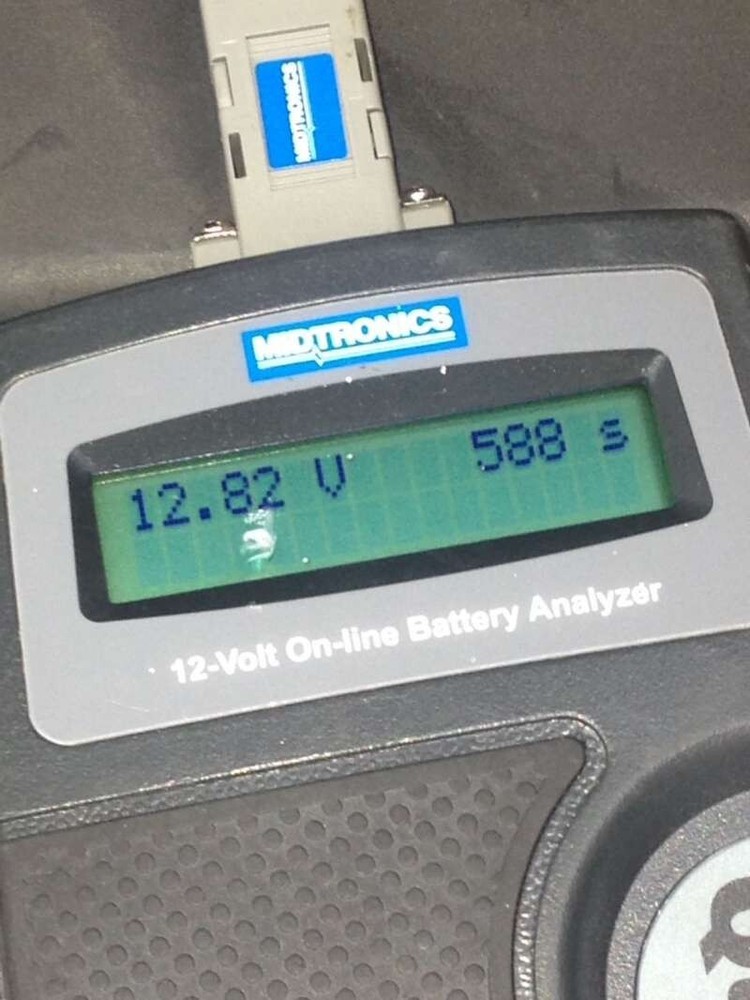 MIDTRONICS
MIDTRONICS
12.82 V 588 s
12-Volt On-line Battery Analyzer